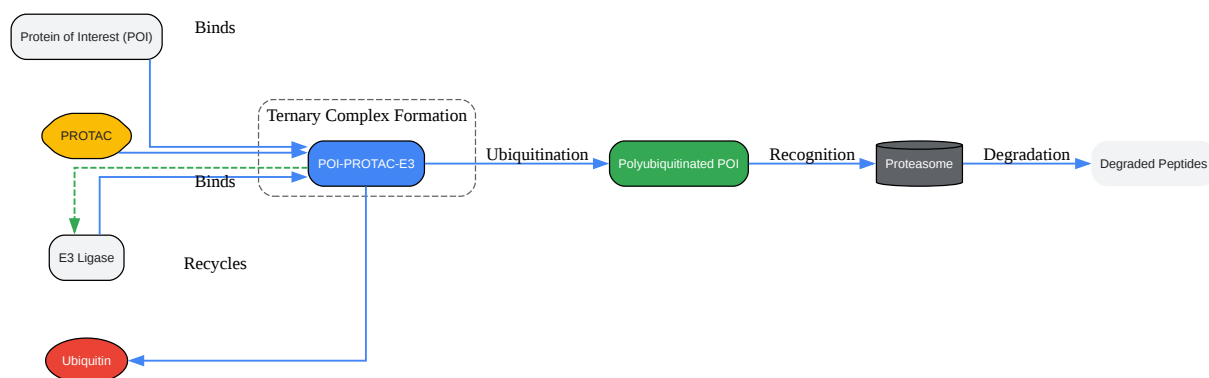 Protein of Interest (POI)
Binds
PROTAC
Ternary Complex Formation
POI-PROTAC-E3
Ubiquitination
Polyubiquitinated POI
Recognition
Proteasome
Degradation
Degraded Peptides
Binds
E3 Ligase
Recycles
Ubiquitin